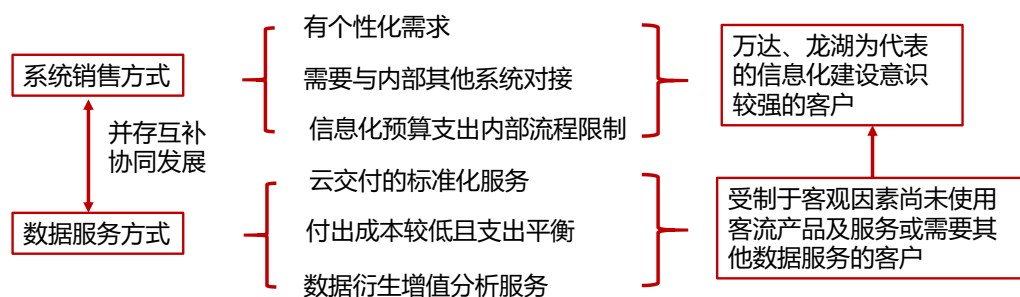 系统销售方式
并存互补
协同发展
数据服务方式
有个性化需求
需要与内部其他系统对接
信息化预算支出内部流程限制
云交付的标准化服务
付出成本较低且支出平衡
数据衍生增值分析服务
万达、龙湖为代表
的信息化建设意识
较强的客户
受制于客观因素尚未使用
客流产品及服务或需要其
他数据服务的客户